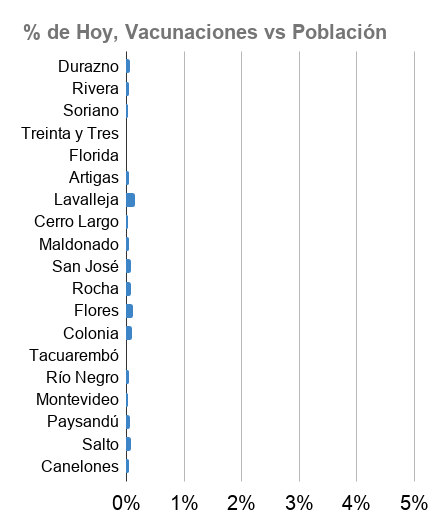 % de Hoy, Vacunaciones vs Población
Durazno
Rivera
Soriano
Treinta y Tres
Florida
Artigas
Lavalleja
Cerro Largo
Maldonado
San José
Rocha
Flores
Colonia
Tacuarembó
Río Negro
Montevideo
Paysandú
Salto
Canelones
0% 1% 2% 3% 4% 5%